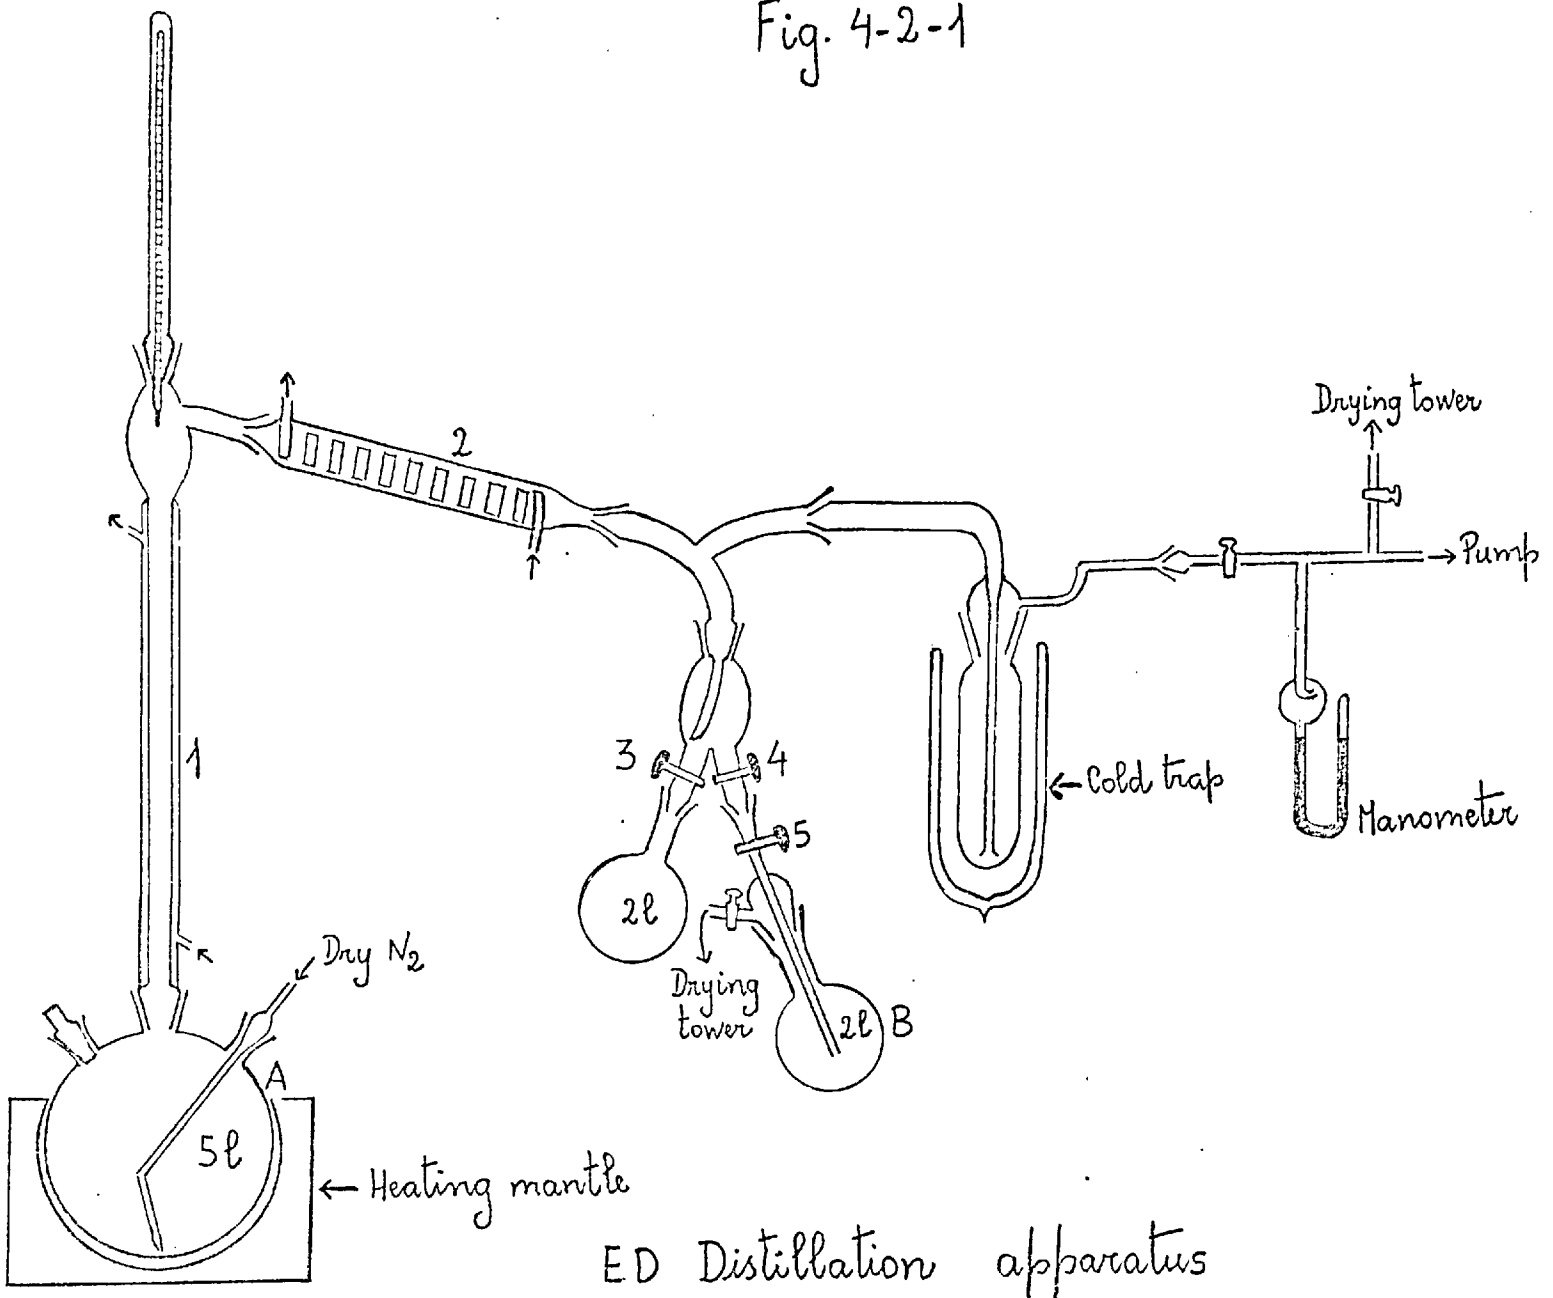 Fig. 4-2-1
Drying tower
2
Pump
1
3
4
Cold trap
Manometer
5
2l
Dry N2
Drying
tower
2l
B
A
5l
Heating mantle
ED Distillation apparatus